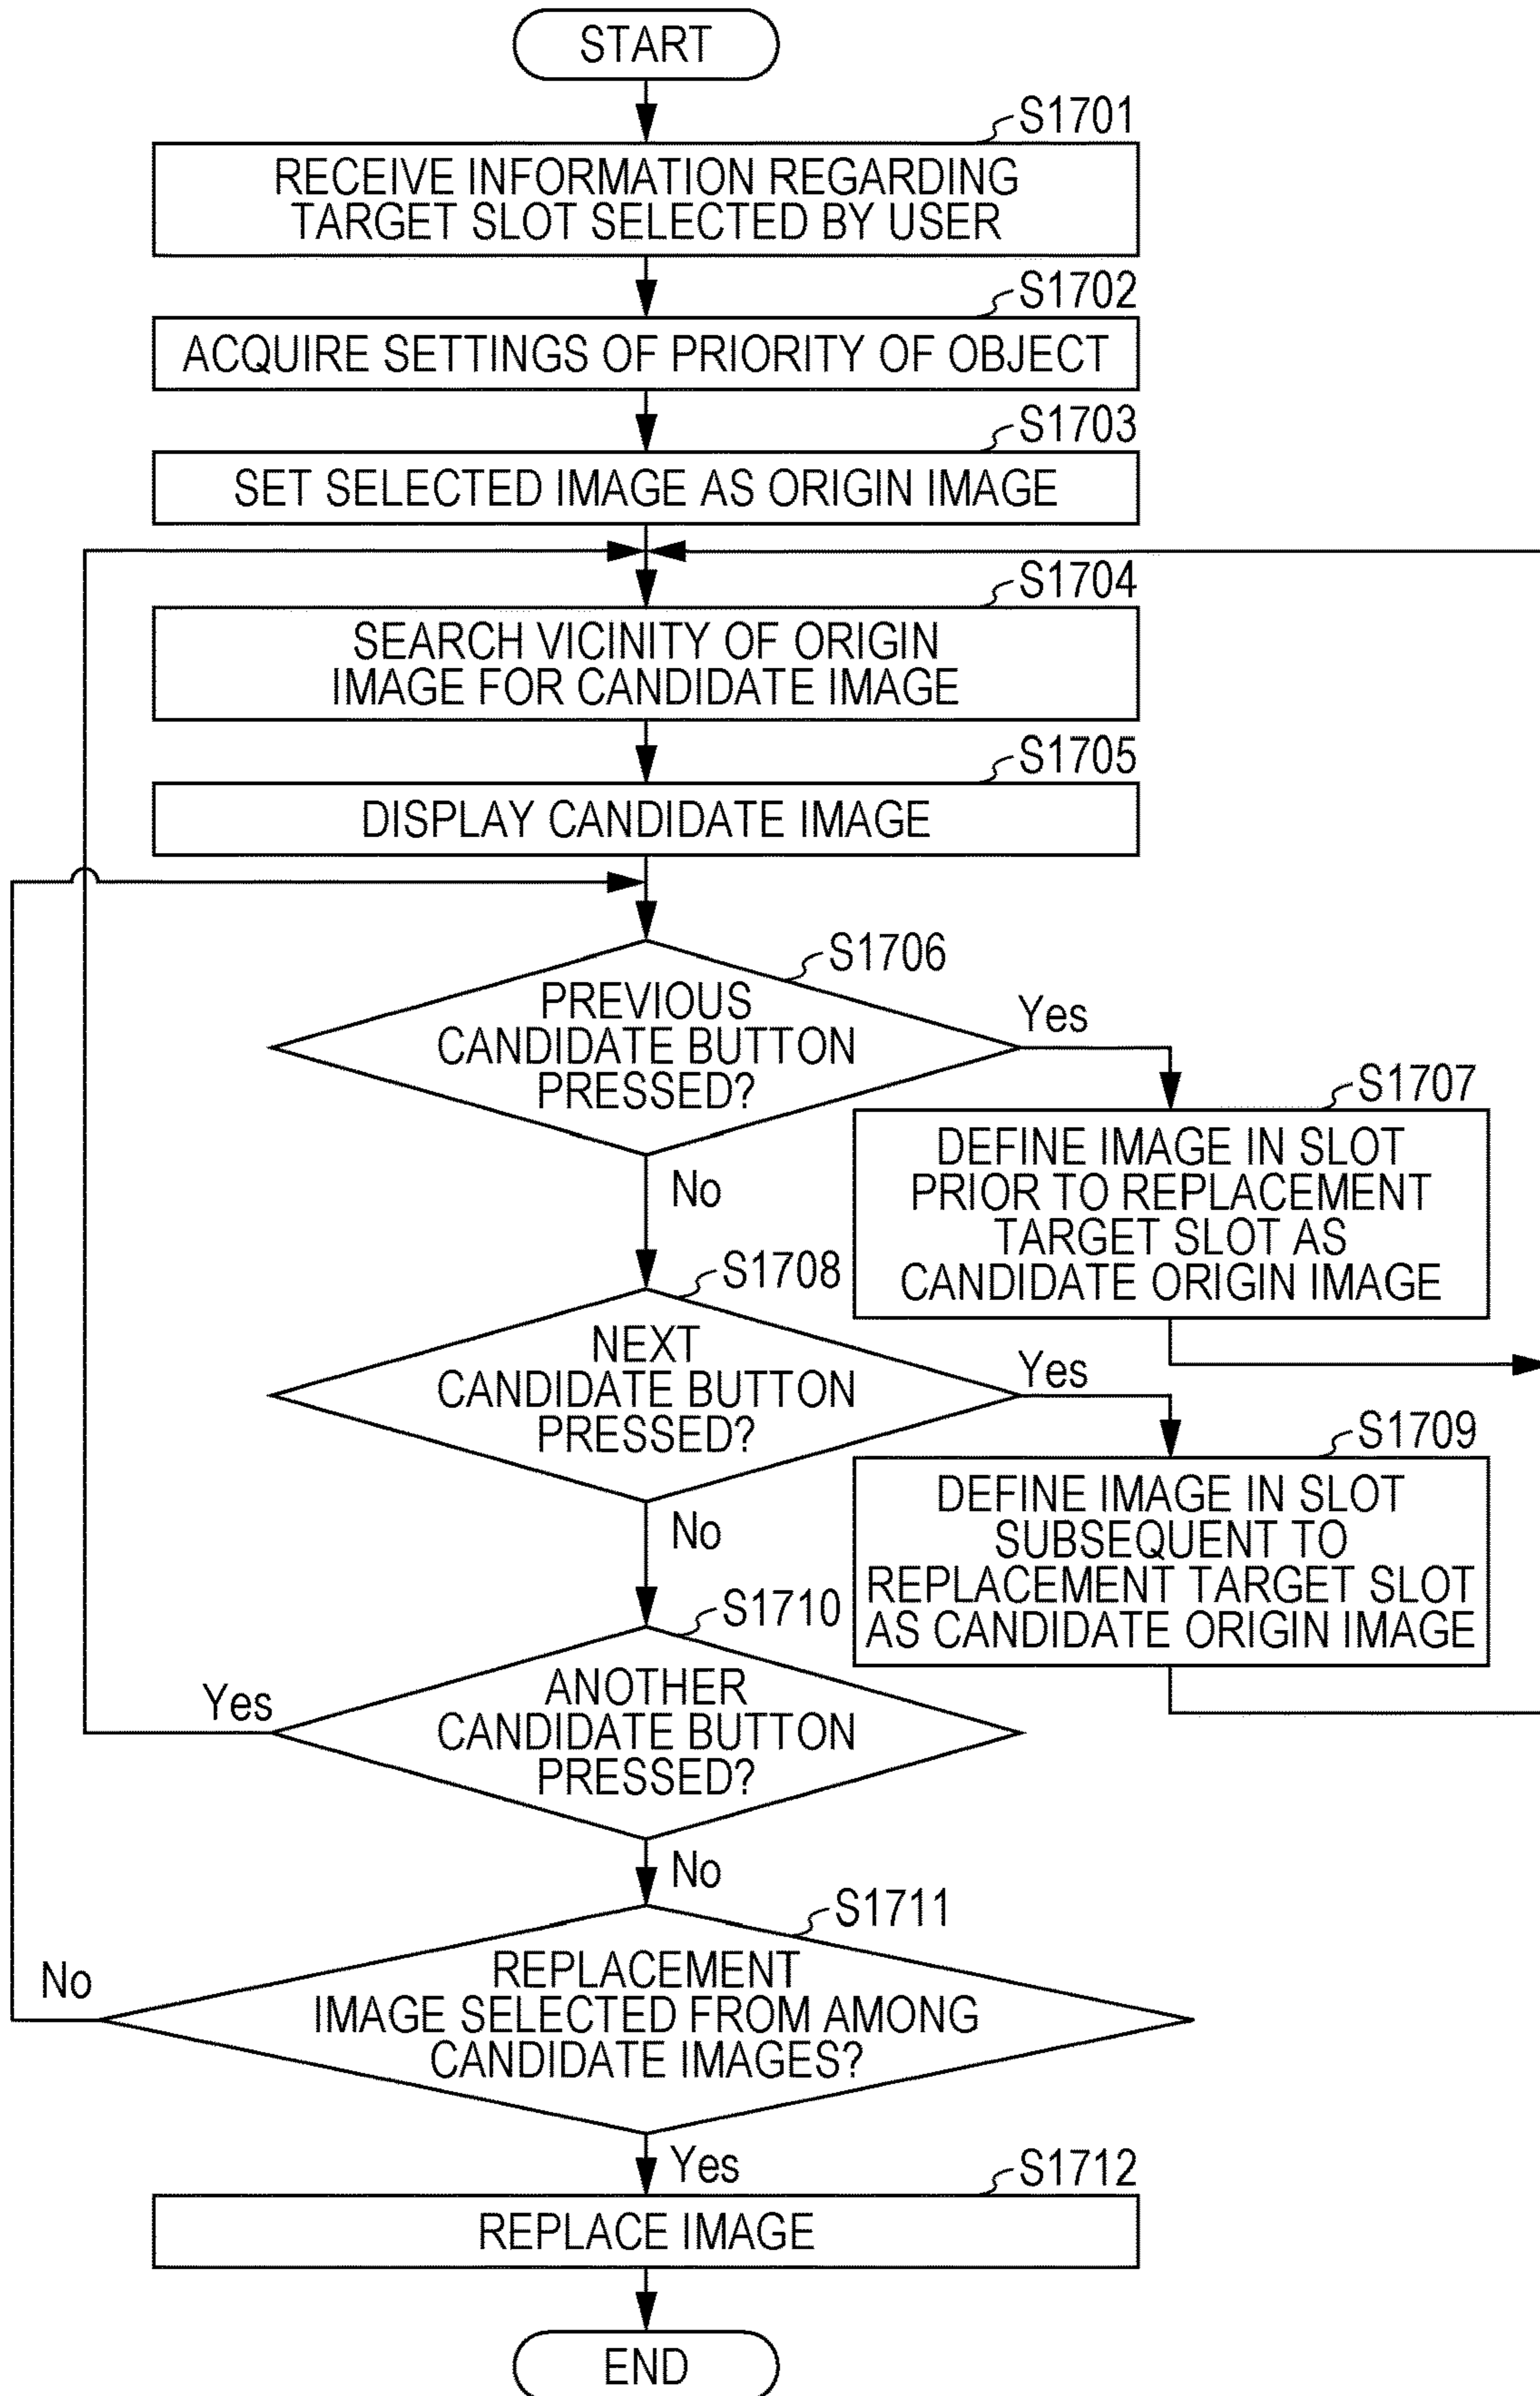 START
S1701
RECEIVE INFORMATION REGARDING
TARGET SLOT SELECTED BY USER
S1702
ACQUIRE SETTINGS OF PRIORITY OF OBJECT
S1703
SET SELECTED IMAGE AS ORIGIN IMAGE
S1704
SEARCH VICINITY OF ORIGIN
IMAGE FOR CANDIDATE IMAGE
S1705
DISPLAY CANDIDATE IMAGE
S1706
PREVIOUS
CANDIDATE BUTTON
PRESSED?
Yes
No
S1707
DEFINE IMAGE IN SLOT
PRIOR TO REPLACEMENT
TARGET SLOT AS
CANDIDATE ORIGIN IMAGE
S1708
NEXT
CANDIDATE BUTTON
PRESSED?
Yes
No
S1709
DEFINE IMAGE IN SLOT
SUBSEQUENT TO
REPLACEMENT TARGET SLOT
AS CANDIDATE ORIGIN IMAGE
S1710
ANOTHER
CANDIDATE BUTTON
PRESSED?
Yes
No
S1711
REPLACEMENT
IMAGE SELECTED FROM AMONG
CANDIDATE IMAGES?
No
Yes
S1712
REPLACE IMAGE
END